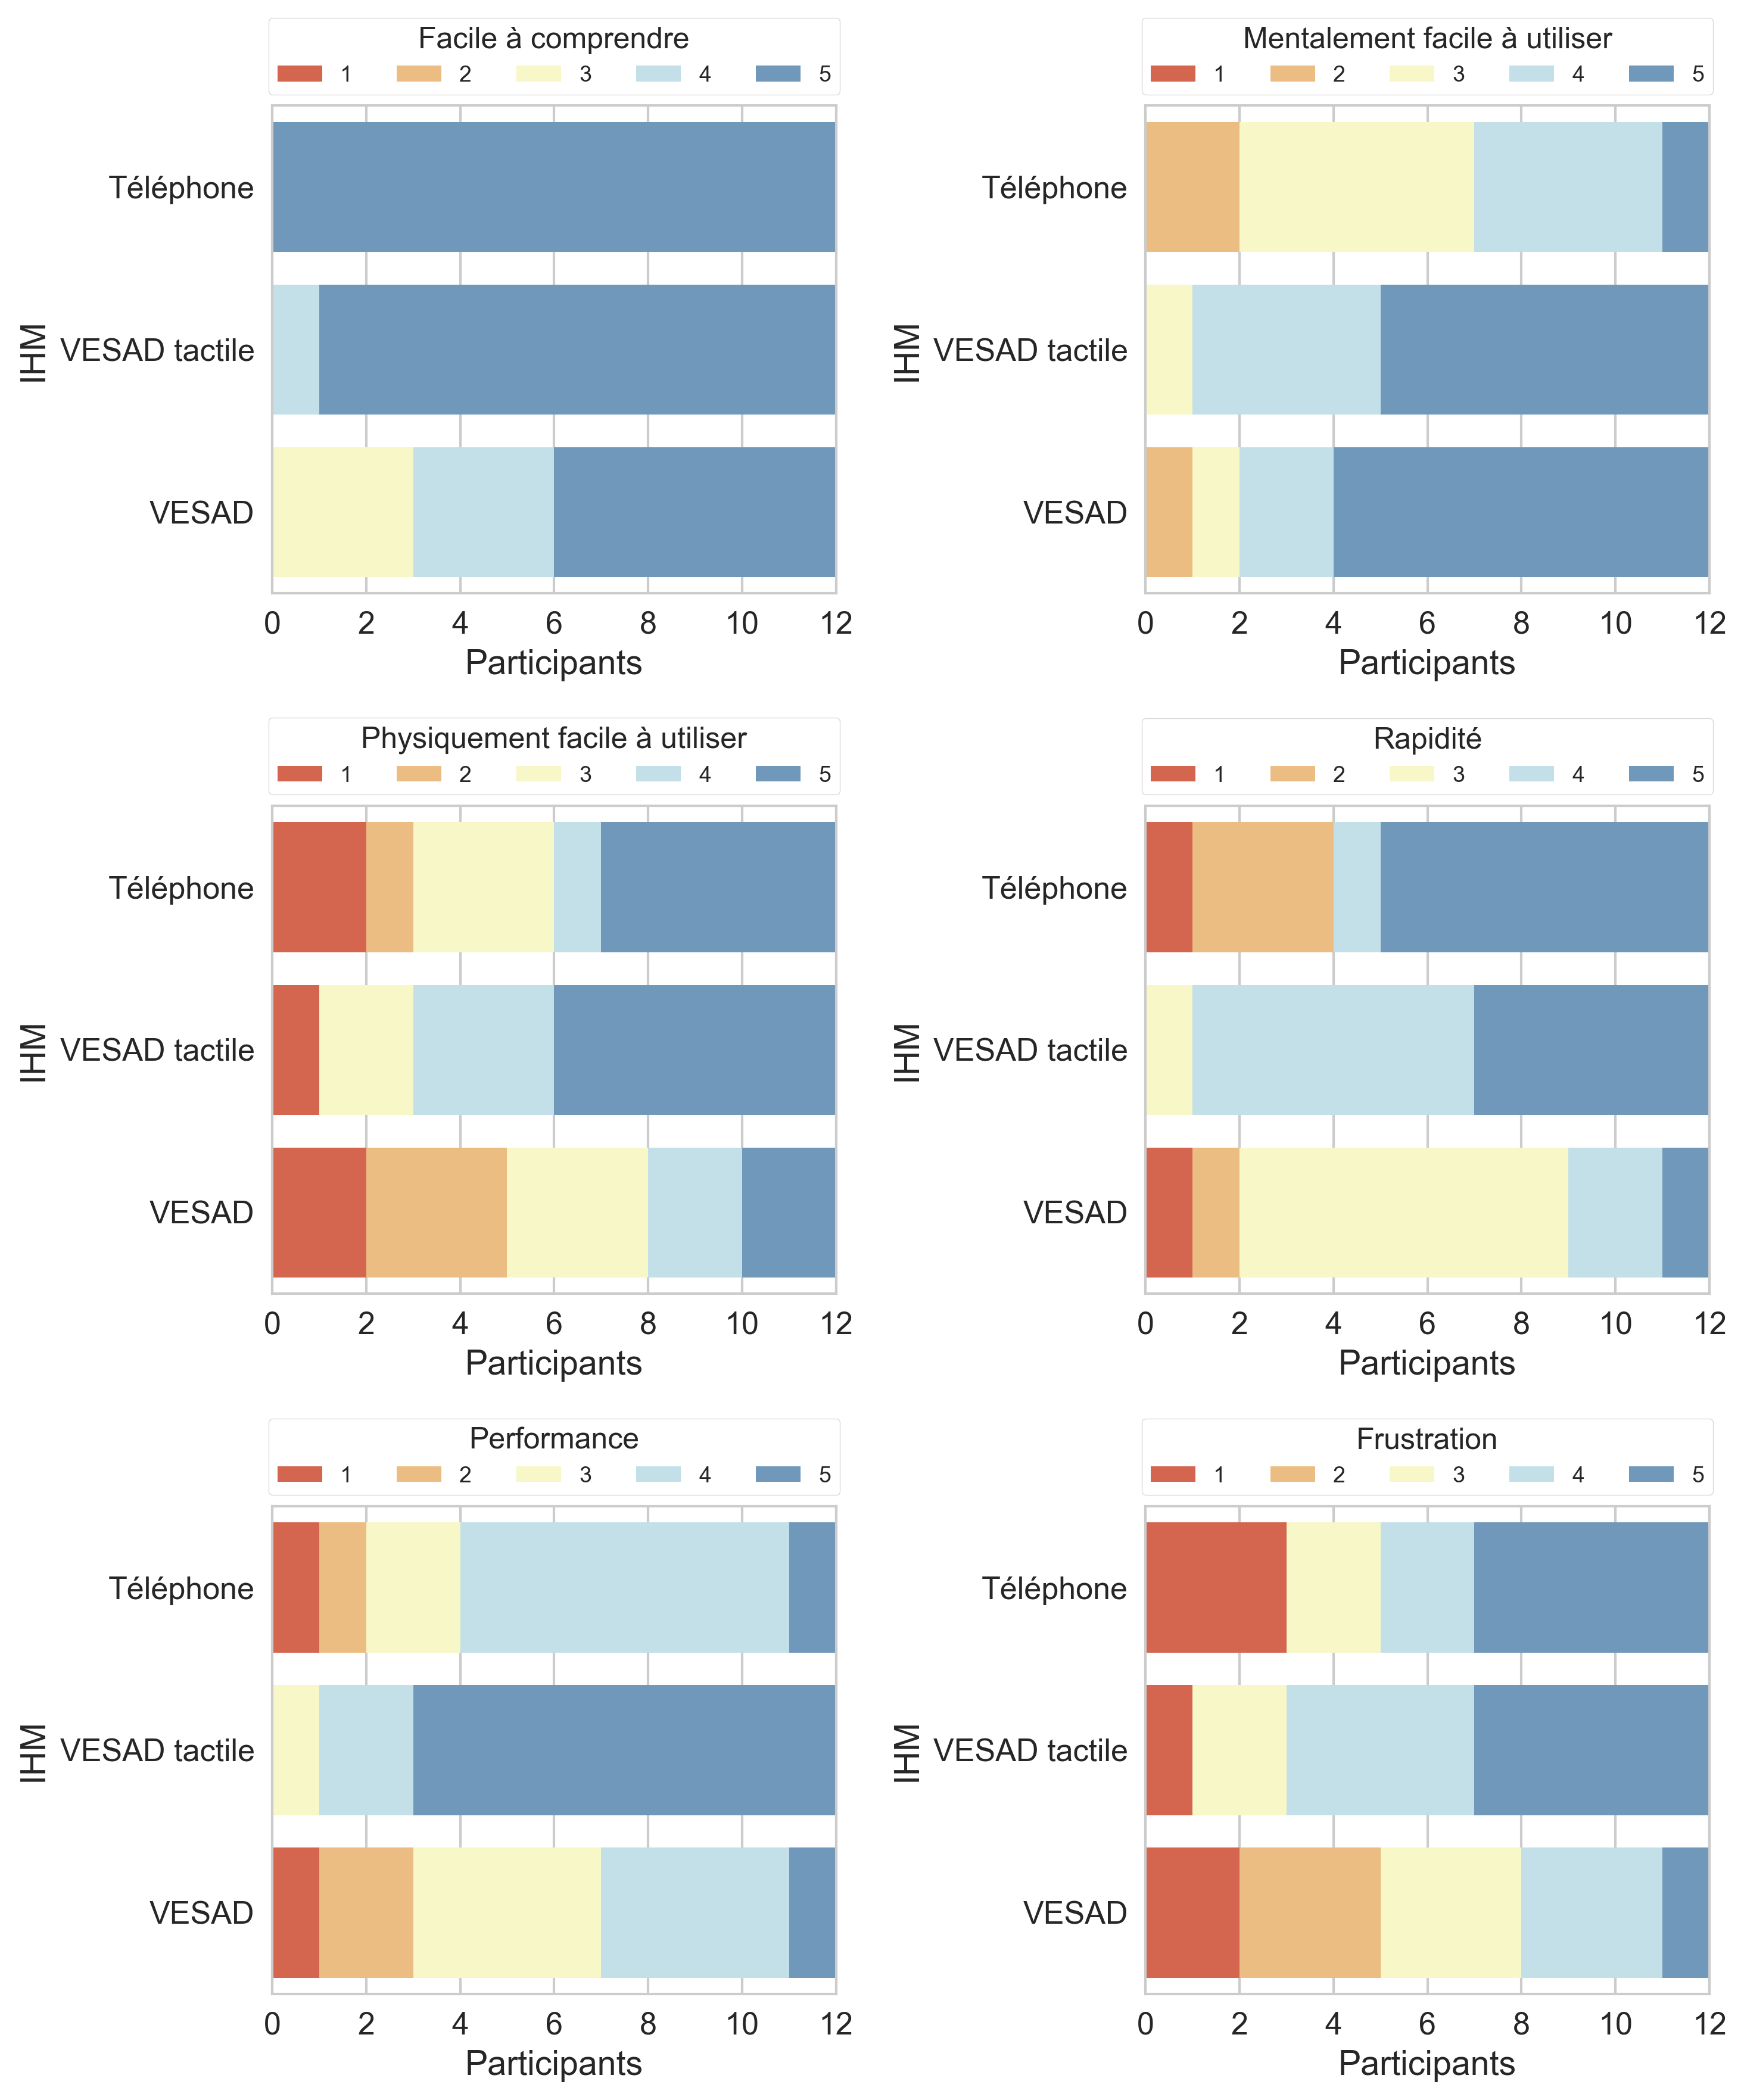 Facile à comprendre
1 2 3 4 5
Téléphone
VESAD tactile
VESAD
IHM
0 2 4 6 8 10 12
Participants
Mentalement facile à utiliser
1 2 3 4 5
Téléphone
VESAD tactile
VESAD
IHM
0 2 4 6 8 10 12
Participants
Physiquement facile à utiliser
1 2 3 4 5
Téléphone
VESAD tactile
VESAD
IHM
0 2 4 6 8 10 12
Participants
Rapidité
1 2 3 4 5
Téléphone
VESAD tactile
VESAD
IHM
0 2 4 6 8 10 12
Participants
Performance
1 2 3 4 5
Téléphone
VESAD tactile
VESAD
IHM
0 2 4 6 8 10 12
Participants
Frustration
1 2 3 4 5
Téléphone
VESAD tactile
VESAD
IHM
0 2 4 6 8 10 12
Participants